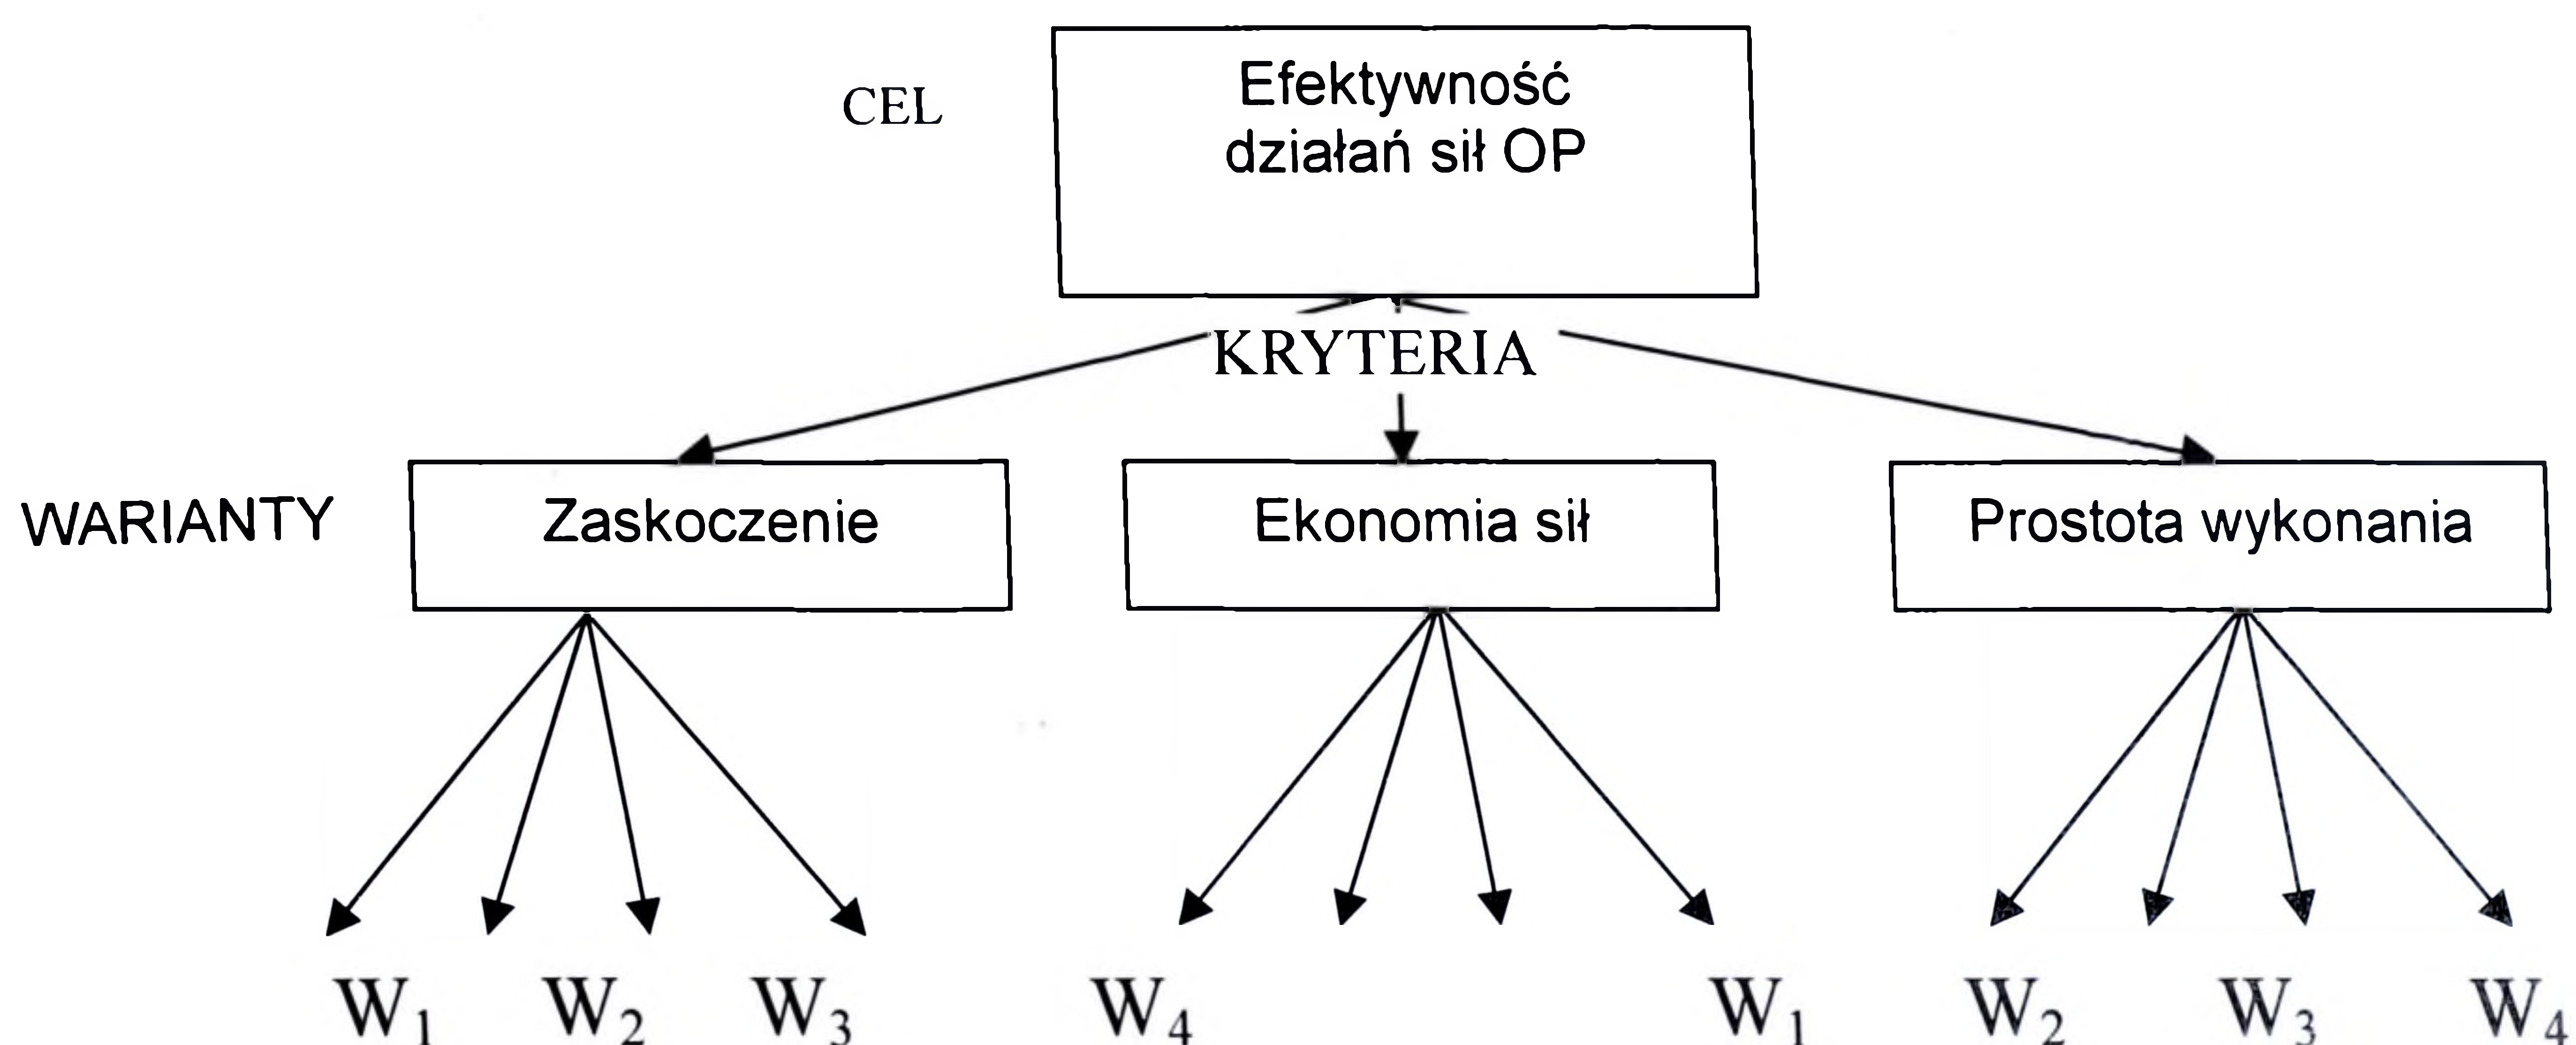 CEL
Efektywność
działań sił OP
KRYTERIA
WARIANTY
Zaskoczenie
Ekonomia sił
Prostota wykonania
W1 W2 W3 W4 W1 W2 W3 W4